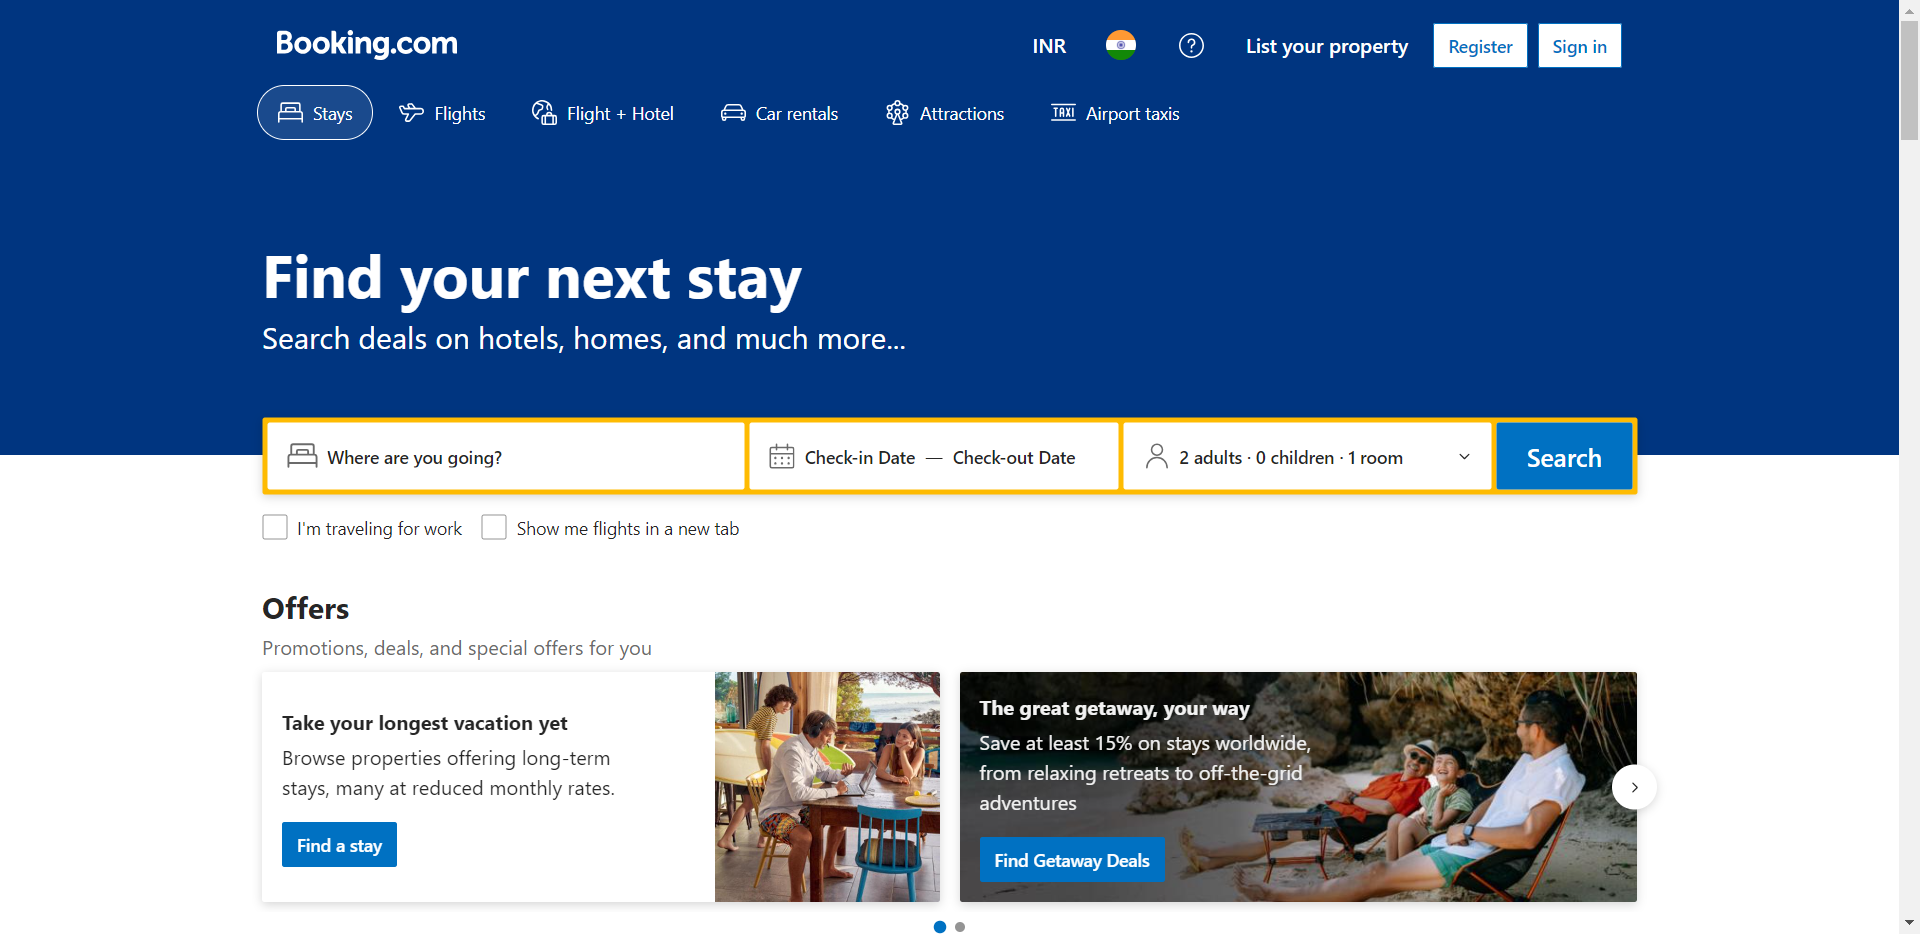 Booking.com
INR
List your property
Register
Sign in
Stays
Flights
Flight + Hotel
Car rentals
Attractions
TAXI
Airport taxis
Find your next stay
Search deals on hotels, homes, and much more...
Where are you going?
Check-in Date — Check-out Date
2 adults · 0 children · 1 room
Search
I'm traveling for work
Show me flights in a new tab
Offers
Promotions, deals, and special offers for you
Take your longest vacation yet
Browse properties offering long-term
stays, many at reduced monthly rates.
Find a stay
The great getaway, your way
Save at least 15% on stays worldwide,
from relaxing retreats to off-the-grid
adventures
Find Getaway Deals